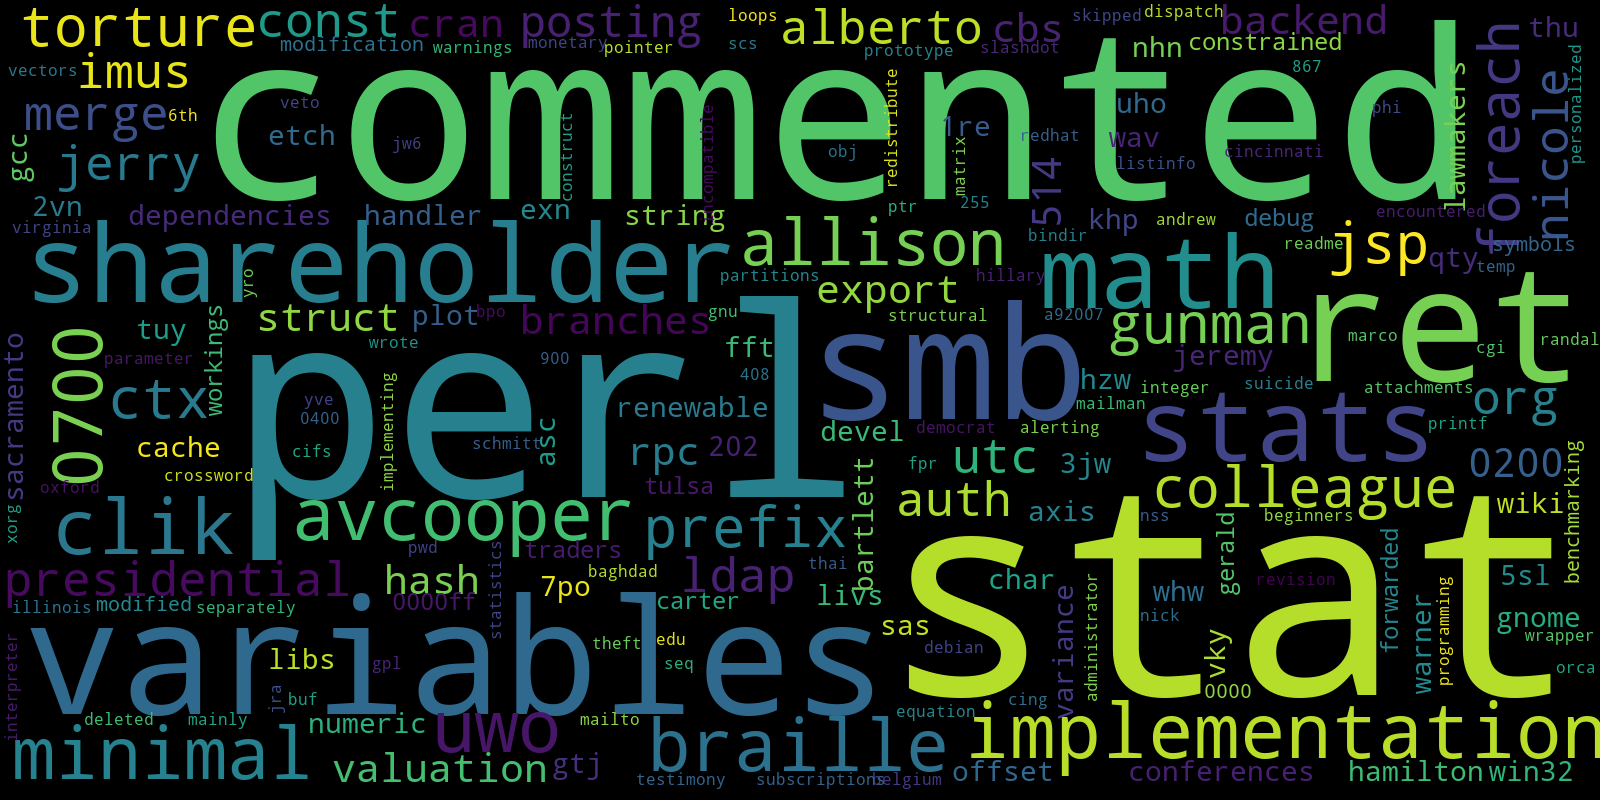 torture
const
cran
posting
loops
alberto
cbs
skipped
dispatch
backend
thu
modification
warnings
monetary
pointer
scs
prototype
slashdot
nhn
constrained
foreach
vectors
imus
commented
867
lawmakers
nicole
personalized
merge
6th
veto
redistribute
uho
phi
etch
jw6
construct
incompatible
obj
1re
matrix
redhat
wav
listinfo
cincinnati
gcc
jerry
514
2vn
dependencies
handler
exn
string
ptr
255
khp
andrew
debug
encountered
virginia
shareholder
allison
bindir
readme
jsp
qty
symbols
temp
yro
partitions
hillary
math
export
struct
plot
bpo
branches
gnu
structural
a92007
gunman
ret
marco
cgi
randal
0700
tuy
workings
wrote
perl
fft
smb
jeremy
sacramento
parameter
900
408
hzw
integer
suicide
attachments
org
ctx
yve
0400
implementing
renewable
mailman
stats
printf
cache
cifs
schmitt
asc
rpc
202
devel
democrat
alerting
crossword
fpr
utc
3jw
0200
benchmarking
oxford
xorg
clik
avcooper
tulsa
prefix
bartlett
auth
axis
colleague
nss
beginners
wiki
pwd
statistics
traders
thai
stat
gerald
forwarded
presidential
hash
7po
baghdad
ldap
char
variance
administrator
whw
revision
programming
5sl
illinois
modified
separately
0000ff
carter
livs
nick
gnome
interpreter
variables
theft
edu
sas
debian
vky
warner
wrapper
libs
gpl
seq
orca
jra
buf
cing
0000
deleted
mainly
numeric
uwo
mailto
equation
implementation
minimal
valuation
gtj
braille
offset
conferences
hamilton
win32
testimony
subscriptions
belgium